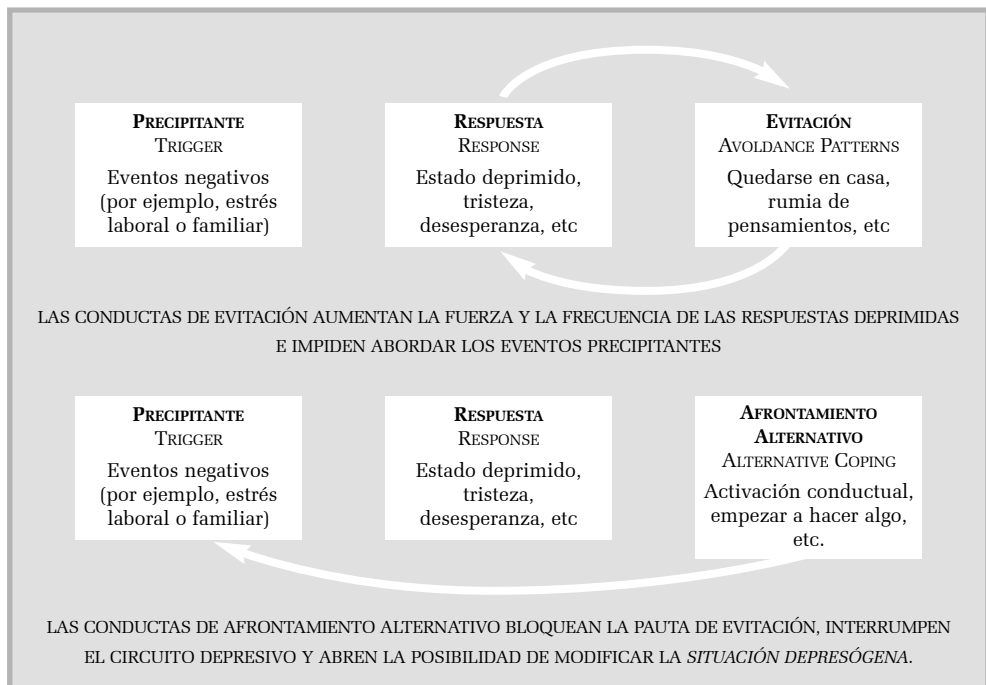 PRECIPITANTE
TRIGGER
Eventos negativos
(por ejemplo, estrés
laboral o familiar)
RESPUESTA
RESPONSE
Estado deprimido,
tristeza,
desesperanza, etc
EVITACIÓN
AVOLDANCE PATTERNS
Quedarse en casa,
rumia de
pensamientos, etc
LAS CONDUCTAS DE EVITACIÓN AUMENTAN LA FUERZA Y LA FRECUENCIA DE LAS RESPUESTAS DEPRIMIDAS
E IMPIDEN ABORDAR LOS EVENTOS PRECIPITANTES
PRECIPITANTE
TRIGGER
Eventos negativos
(por ejemplo, estrés
laboral o familiar)
RESPUESTA
RESPONSE
Estado deprimido,
tristeza,
desesperanza, etc
AFRONTAMIENTO
ALTERNATIVO
ALTERNATIVE COPING
Activación conductual,
empezar a hacer algo,
etc.
LAS CONDUCTAS DE AFRONTAMIENTO ALTERNATIVO BLOQUEAN LA PAUTA DE EVITACIÓN, INTERRUMPEN
EL CIRCUITO DEPRESIVO Y ABREN LA POSIBILIDAD DE MODIFICAR LA SITUACIÓN DEPRESÓGENA.